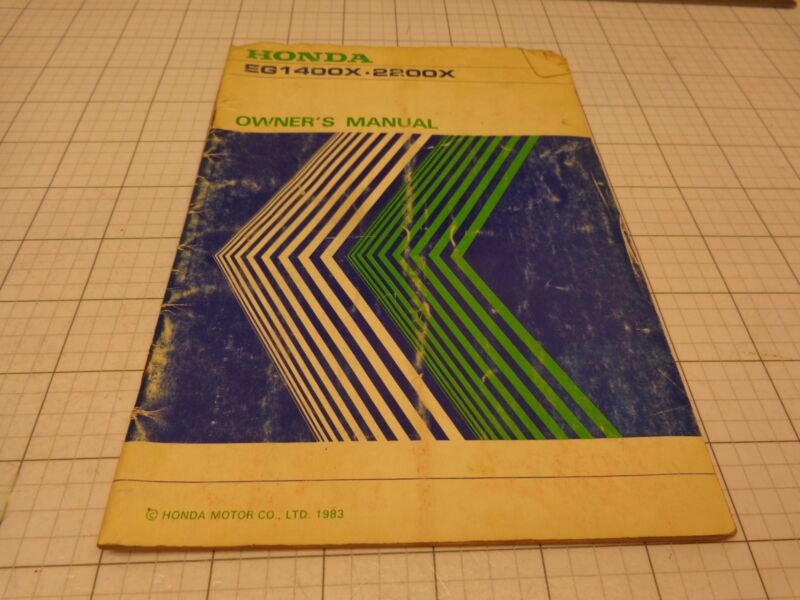 HONDA
EG1400X·2200X
OWNER'S MANUAL
© HONDA MOTOR CO., LTD. 1983